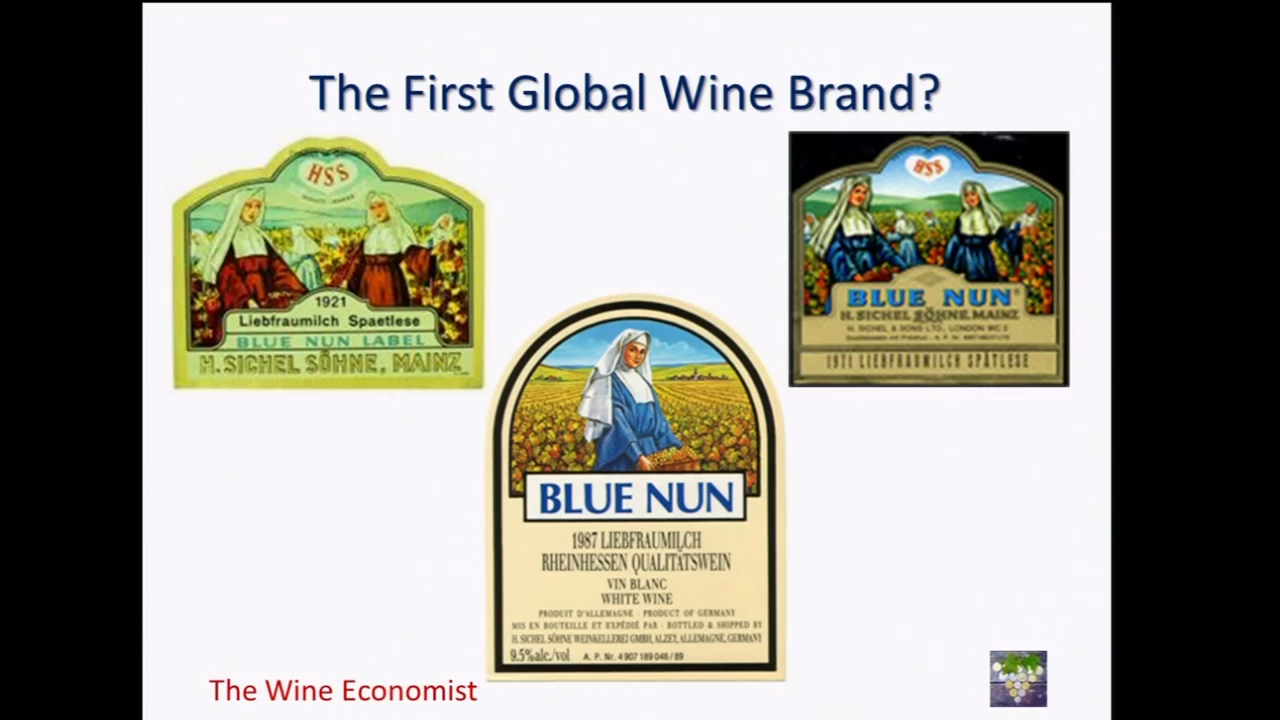 The First Global Wine Brand?
HSS
1921
Liebfraumilch Spaetlese
BLUE NUN LABEL
H. SICHEL SÖHNE, MAINZ
HSS
BLUE NUN
H. SICHEL SÖHNE, MAINZ
H. SICHEL & SONS LTD., LONDON WC 2
1971 LIEBFRAUMILCH SPÄTLESE
BLUE NUN
1987 LIEBFRAUMILCH
RHEINHESSEN QUALITÄTSWEIN
VIN BLANC
WHITE WINE
PRODUIT D'ALLEMAGNE - PRODUCT OF GERMANY
MIS EN BOUTEILLE ET EXPÉDIÉ PAR - BOTTLED & SHIPPED BY
H. SICHEL SÖHNE WEINKELLEREI GMBH, ALZEY, ALLEMAGNE, GERMANY
9.5% alc./vol A. P. Nr. 4 907 189 046 / 89
The Wine Economist